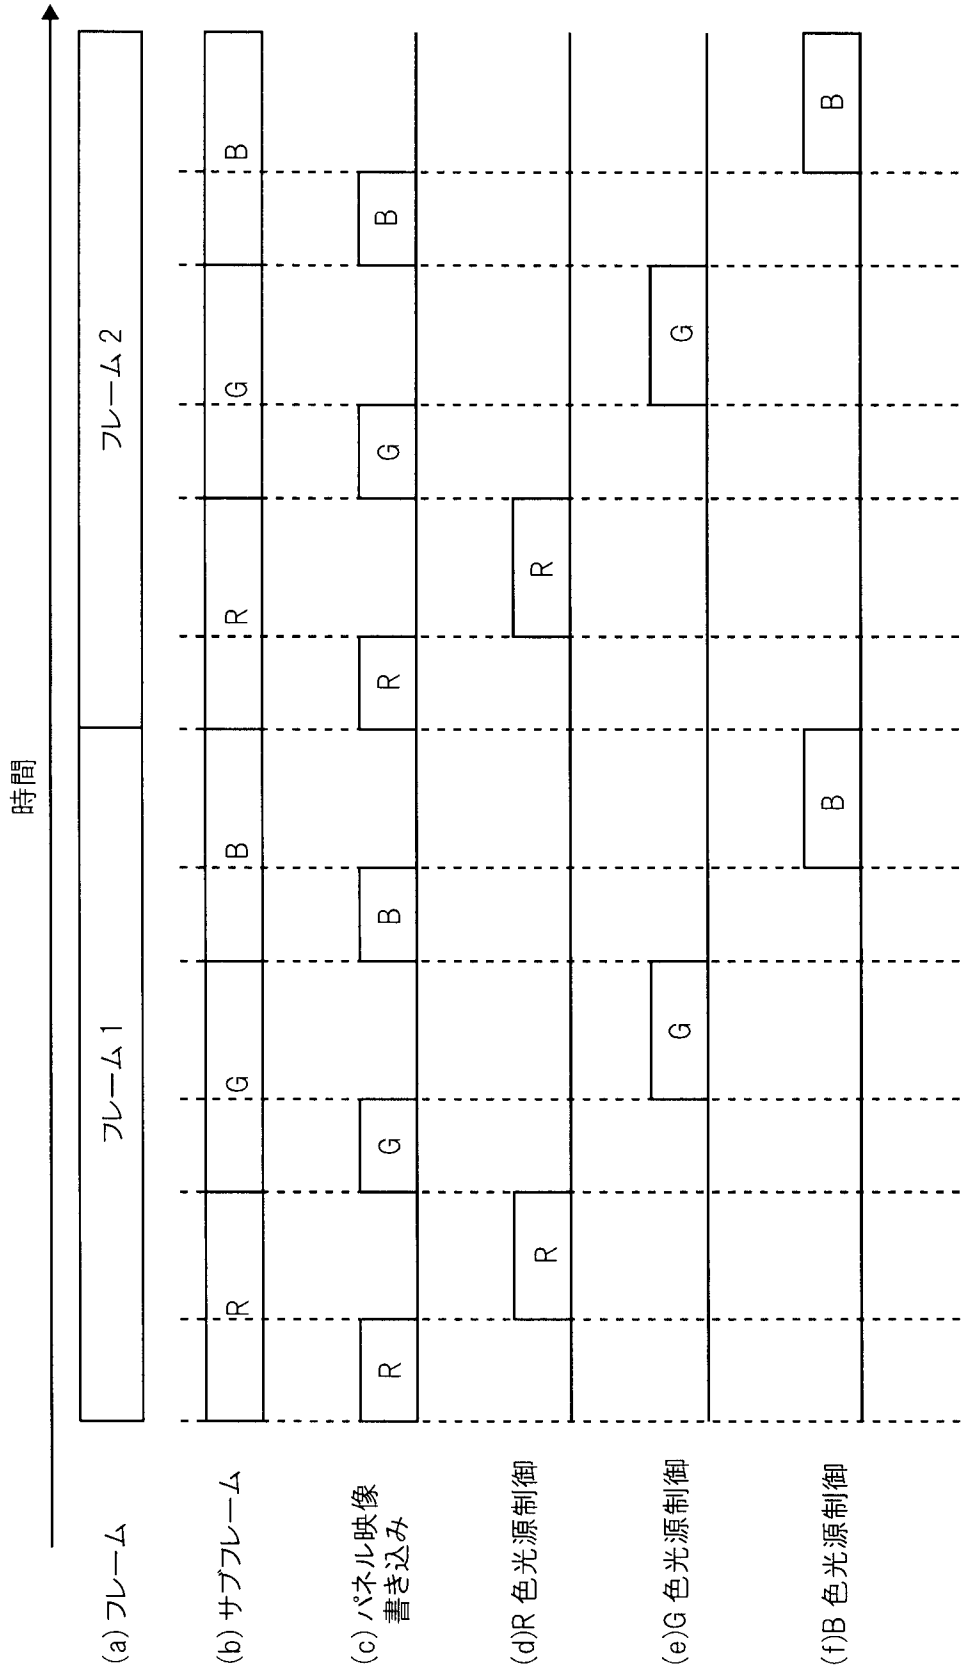 時間
(a) フレーム
フレーム 1
フレーム 2
(b) サブフレーム
R
G
B
R
G
B
(c) パネル映像
書き込み
R
G
B
R
G
B
(d)R 色光源制御
R
R
(e)G 色光源制御
G
G
(f)B 色光源制御
B
B